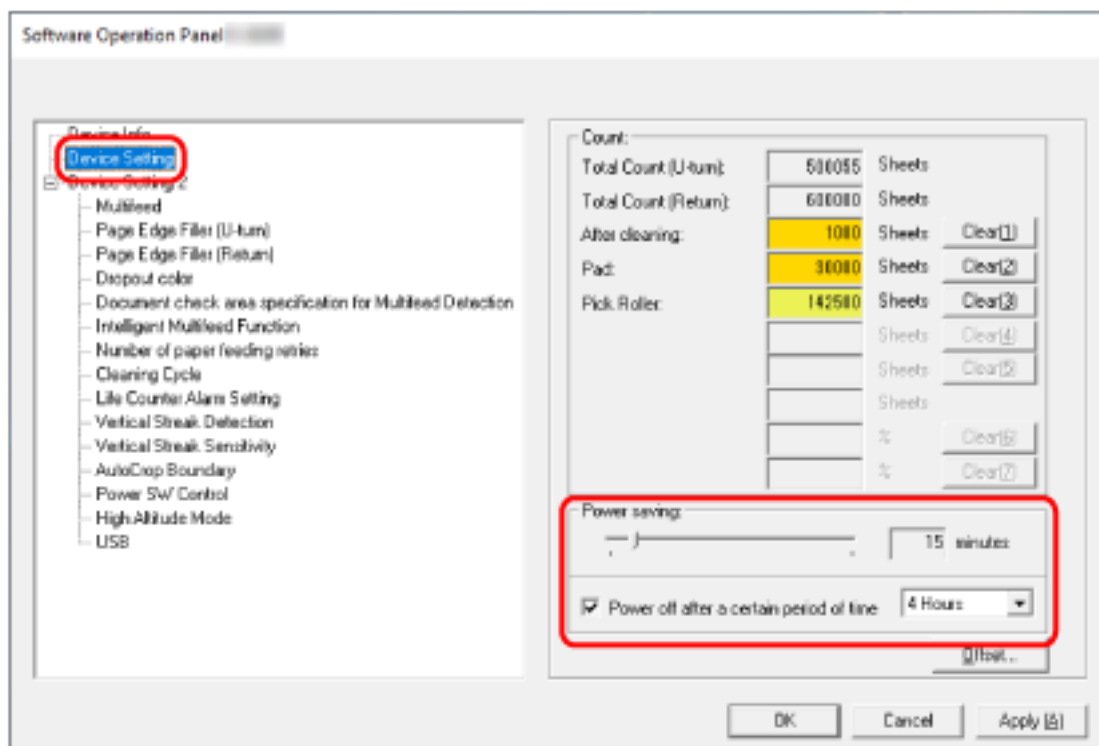 Software Operation Panel
Device Info
Device Setting
Device Setting 2
Multifeed
Page Edge Filler (U-turn)
Page Edge Filler (Return)
Dropout color
Document check area specification for Multifeed Detection
Intelligent Multifeed Function
Number of paper feeding retries
Cleaning Cycle
Life Counter Alarm Setting
Vertical Streak Detection
Vertical Streak Sensitivity
AutoCrop Boundary
Power SW Control
High Altitude Mode
USB
Count:
Total Count (U-turn): 500055 Sheets
Total Count (Return): 600000 Sheets
After cleaning: 1000 Sheets Clear(1)
Pad: 30000 Sheets Clear(2)
Pick Roller: 142500 Sheets Clear(3)
Sheets Clear(4)
Sheets Clear(5)
Sheets
% Clear(6)
% Clear(7)
Power saving:
15 minutes
Power off after a certain period of time 4 Hours
Offset...
OK Cancel Apply (A)